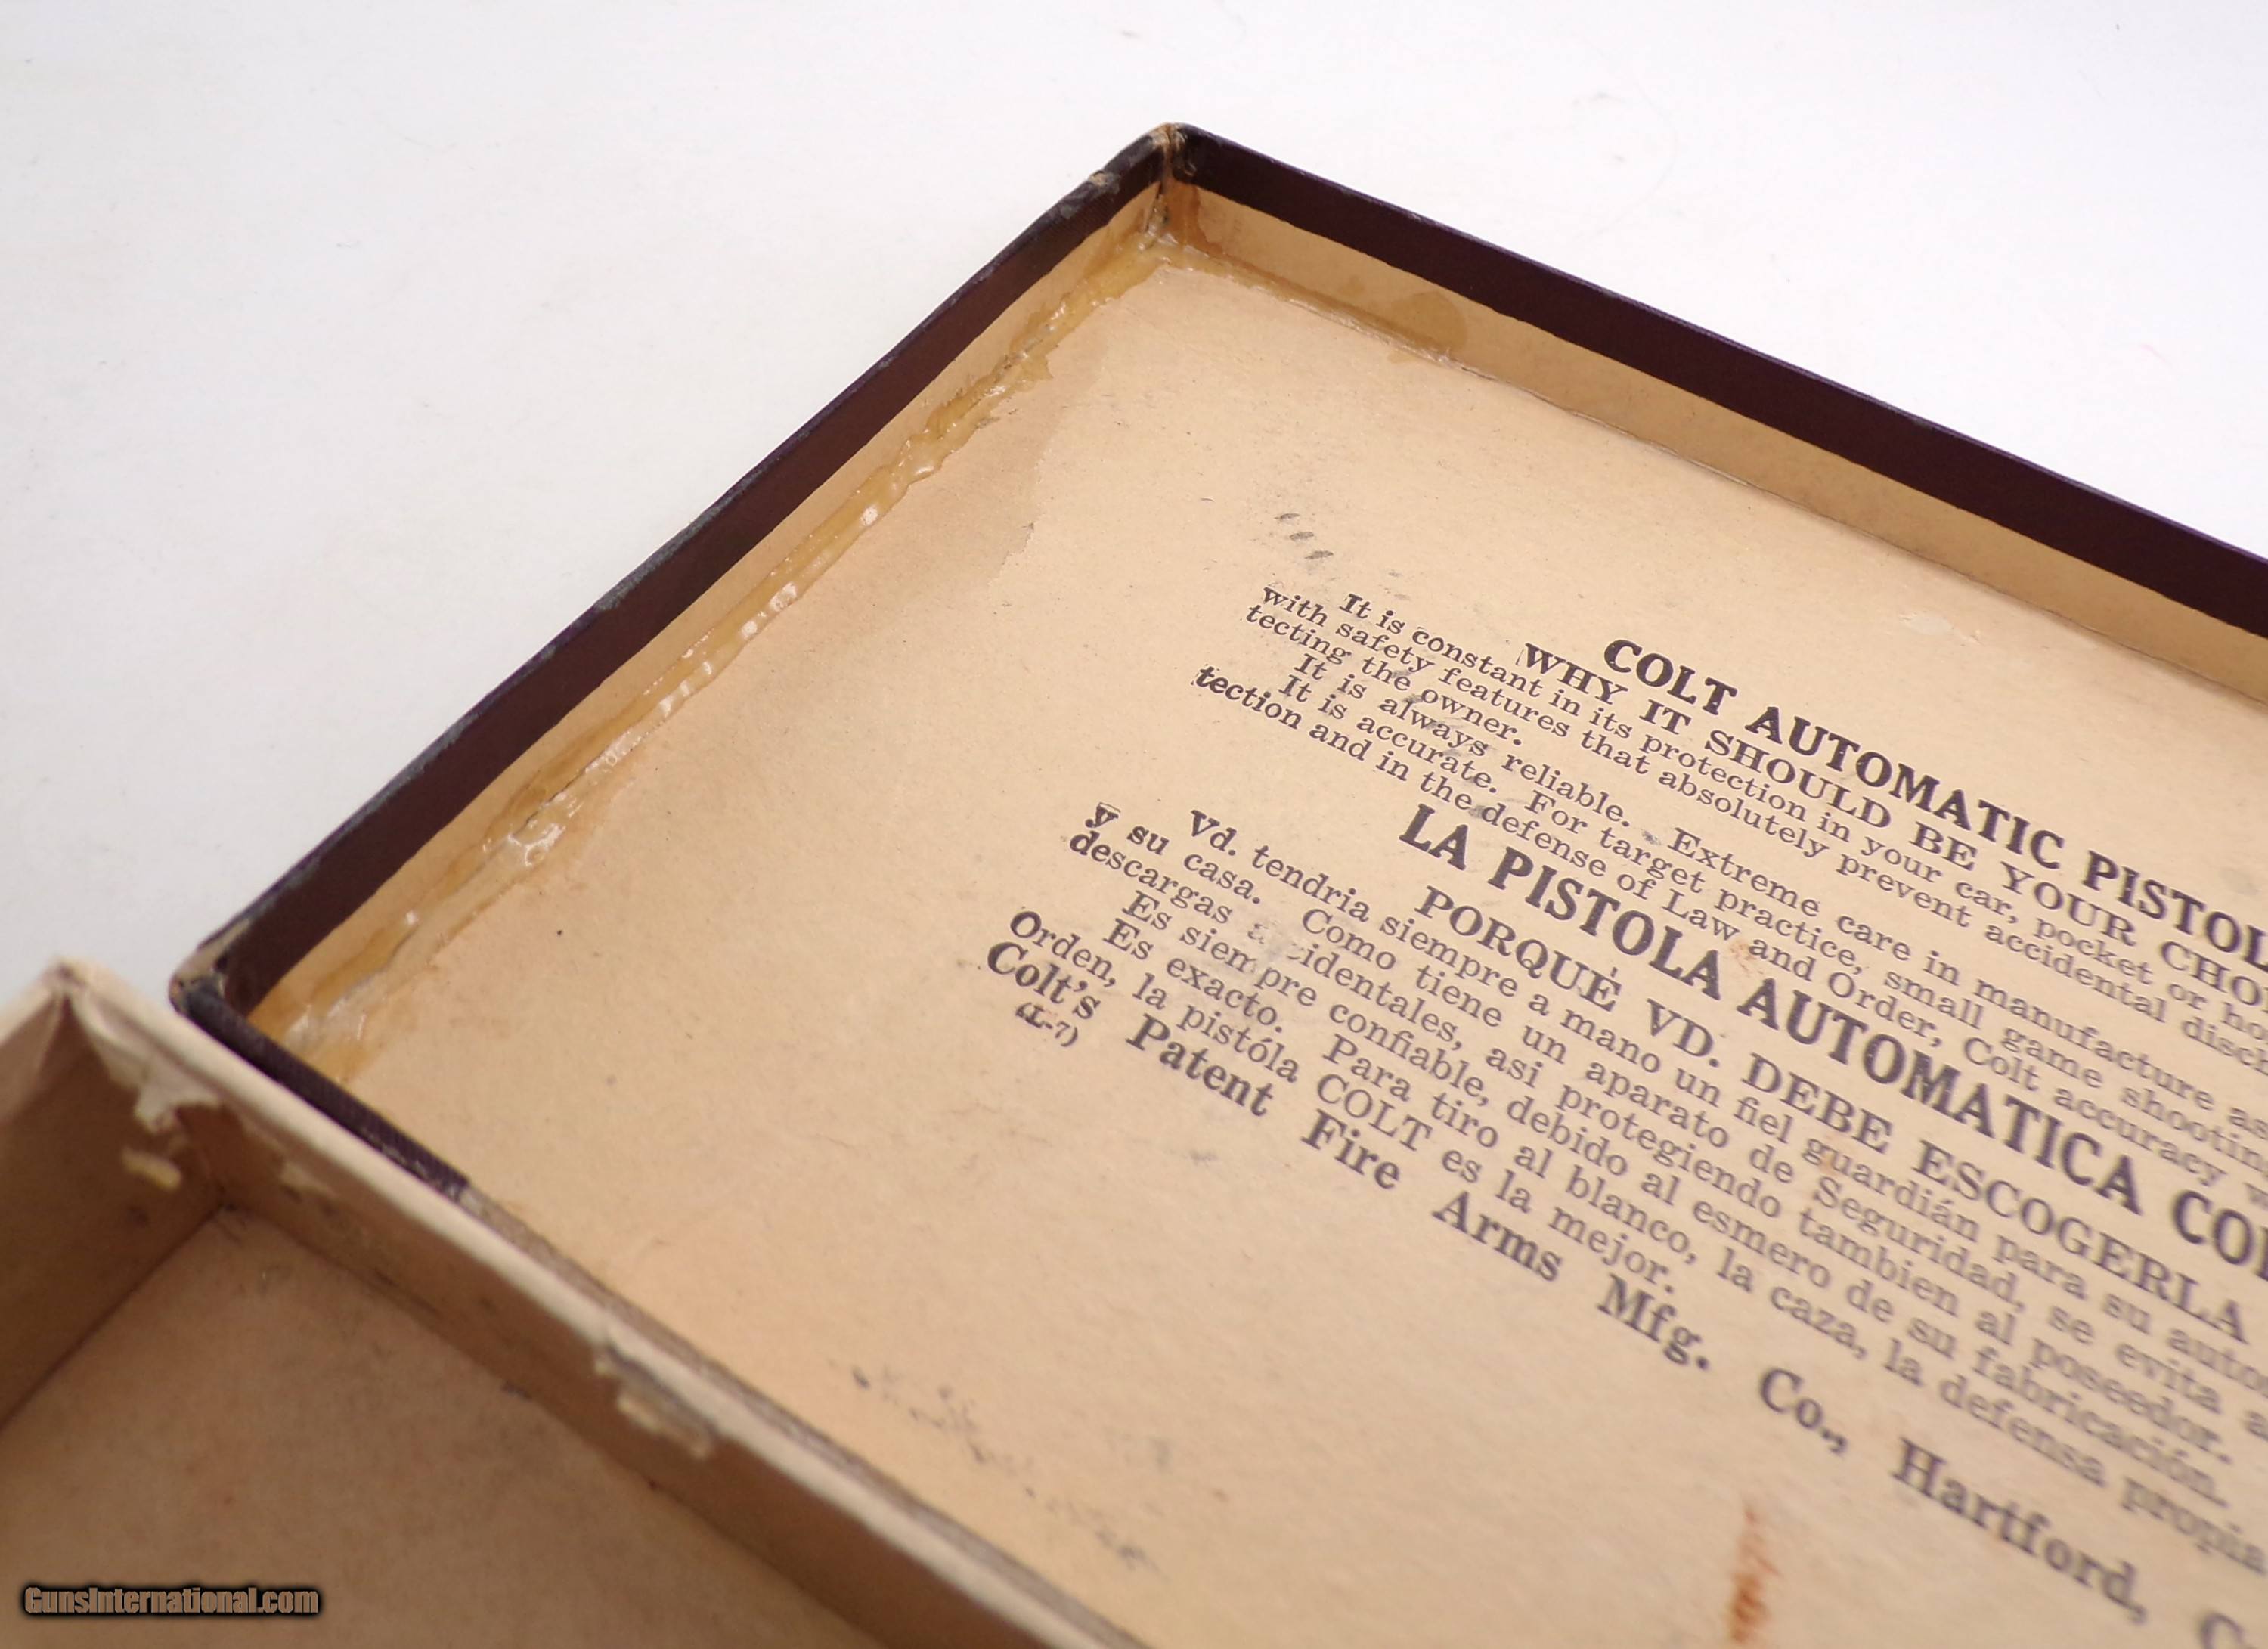 COLT AUTOMATIC PISTOL
WHY IT SHOULD BE YOUR CHO
It is constant in its protection in your car, pocket or ho
with safety features that absolutely prevent accidental disch
tecting the owner.
It is always reliable. Extreme care in manufacture as
It is accurate. For target practice, small game shooting
tection and in the defense of Law and Order, Colt accuracy w
LA PISTOLA AUTOMATICA COL
PORQUÉ VD. DEBE ESCOGERLA
Vd. tendria siempre a mano un fiel guardián para su auto
y su casa. Como tiene un aparato de Seguridad, se evita
descargas accidentales, asi protegiendo tambien al poseedor.
Es siempre confiable, debido al esmero de su fabricación.
Es exacto. Para tiro al blanco, la caza, la defensa propia
Orden, la pistóla COLT es la mejor.
Colt's Patent Fire Arms Mfg. Co., Hartford, C
(L-7)
GunsInternational.com